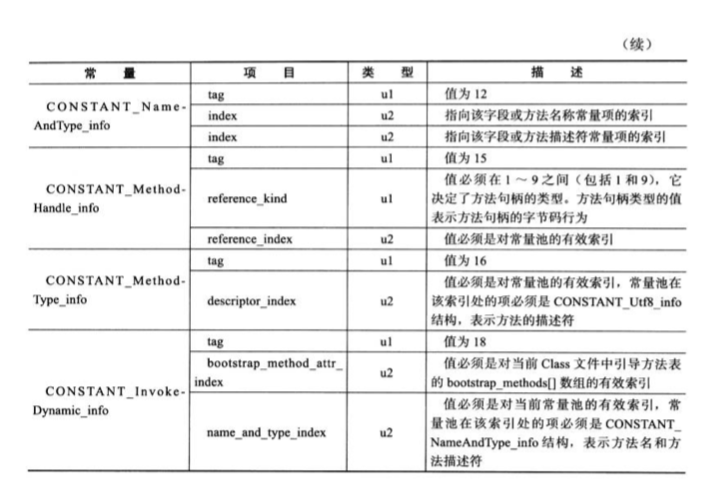 （续）
常 量 项 目 类 型 描 述
CONSTANT_Name-
AndType_info
tag u1 值为 12
index u2 指向该字段或方法名称常量项的索引
index u2 指向该字段或方法描述符常量项的索引
CONSTANT_Method-
Handle_info
tag u1 值为 15
reference_kind u1
值必须在 1～9 之间（包括 1 和 9），它
决定了方法句柄的类型。方法句柄类型的值
表示方法句柄的字节码行为
reference_index u2 值必须是对常量池的有效索引
CONSTANT_Method-
Type_info
tag u1 值为 16
descriptor_index u2
值必须是对常量池的有效索引，常量池在
该索引处的项必须是 CONSTANT_Utf8_info
结构，表示方法的描述符
CONSTANT_Invoke-
Dynamic_info
tag u1 值为 18
bootstrap_method_attr_
index
u2
值必须是对当前 Class 文件中引导方法表
的 bootstrap_methods[] 数组的有效索引
name_and_type_index u2
值必须是对当前常量池的有效索引，常
量池在该索引处的项必须是 CONSTANT_
NameAndType_info 结构，表示方法名和方
法描述符